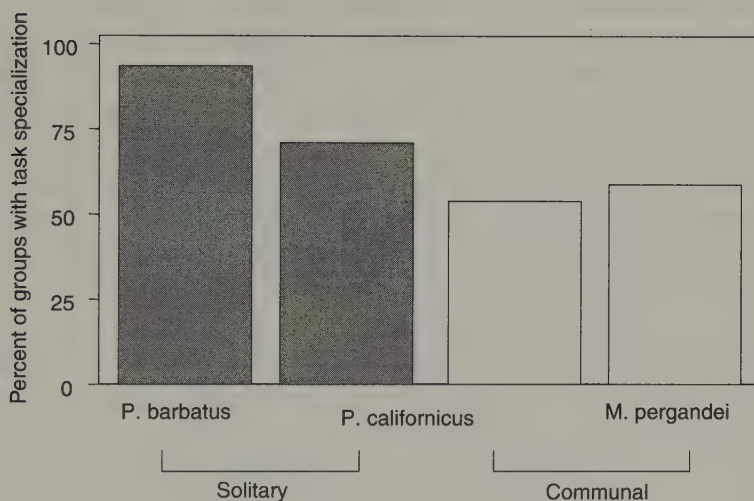 Percent of groups with task specialization
100
75
50
25
0
P. barbatus
P. californicus
M. pergandei
Solitary
Communal